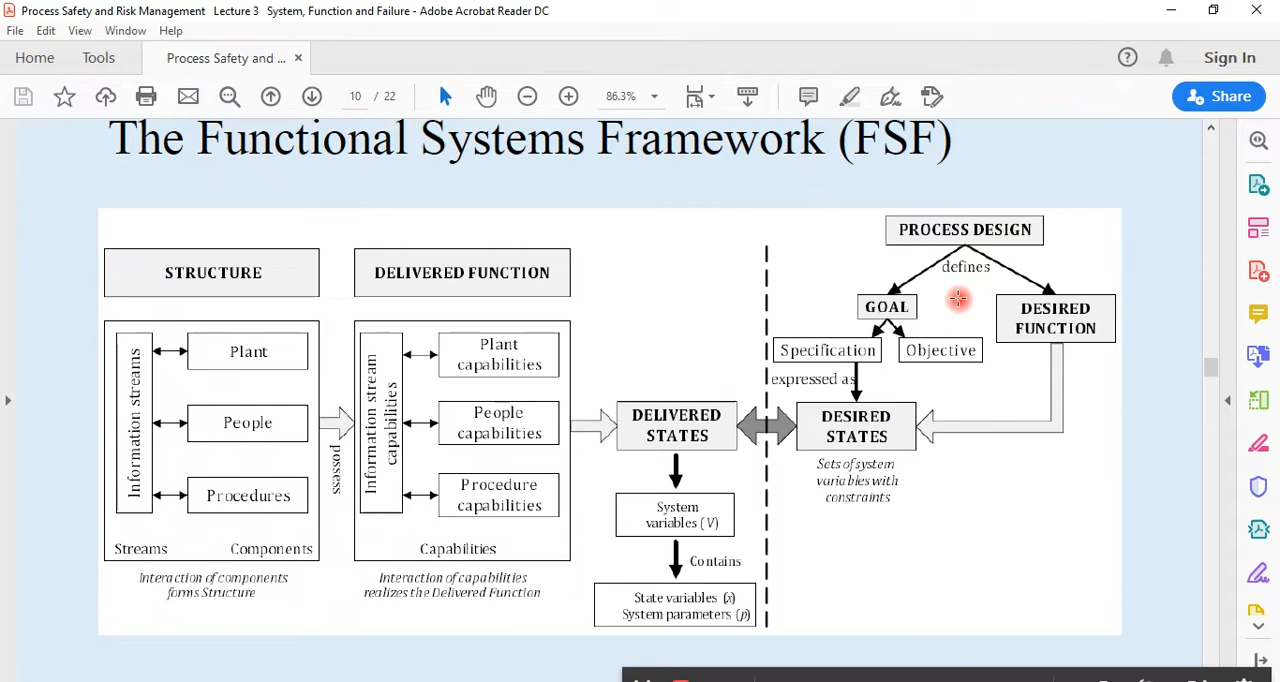 Process Safety and Risk Management   Lecture 3   System, Function and Failure - Adobe Acrobat Reader DC
File Edit View Window Help
Home Tools Process Safety and ... × Sign In
10 / 22 86.3% Share
The Functional Systems Framework (FSF)
PROCESS DESIGN
defines
STRUCTURE
DELIVERED FUNCTION
GOAL
DESIRED
FUNCTION
Specification
Objective
expressed as
Information streams
Plant
People
Procedures
Streams
Components
Interaction of components
forms Structure
possess
Information stream
capabilities
Plant
capabilities
People
capabilities
Procedure
capabilities
Capabilities
Interaction of capabilities
realizes the Delivered Function
DELIVERED
STATES
DESIRED
STATES
Sets of system
variables with
constraints
System
variables (V)
Contains
State variables (x)
System parameters (p)